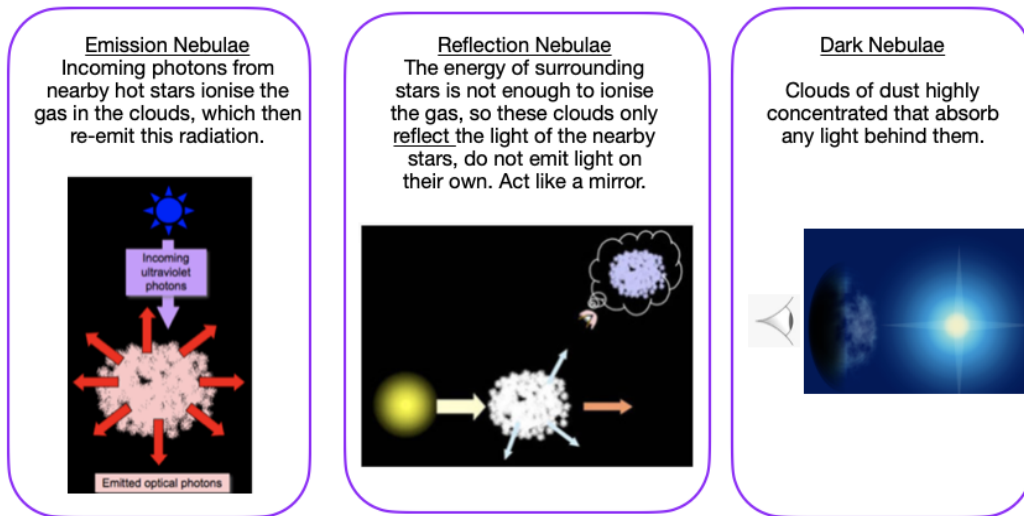 Emission Nebulae
Incoming photons from
nearby hot stars ionise the
gas in the clouds, which then
re-emit this radiation.
Incoming
ultraviolet
photons
Emitted optical photons
Reflection Nebulae
The energy of surrounding
stars is not enough to ionise
the gas, so these clouds only
reflect the light of the nearby
stars, do not emit light on
their own. Act like a mirror.
Dark Nebulae
Clouds of dust highly
concentrated that absorb
any light behind them.